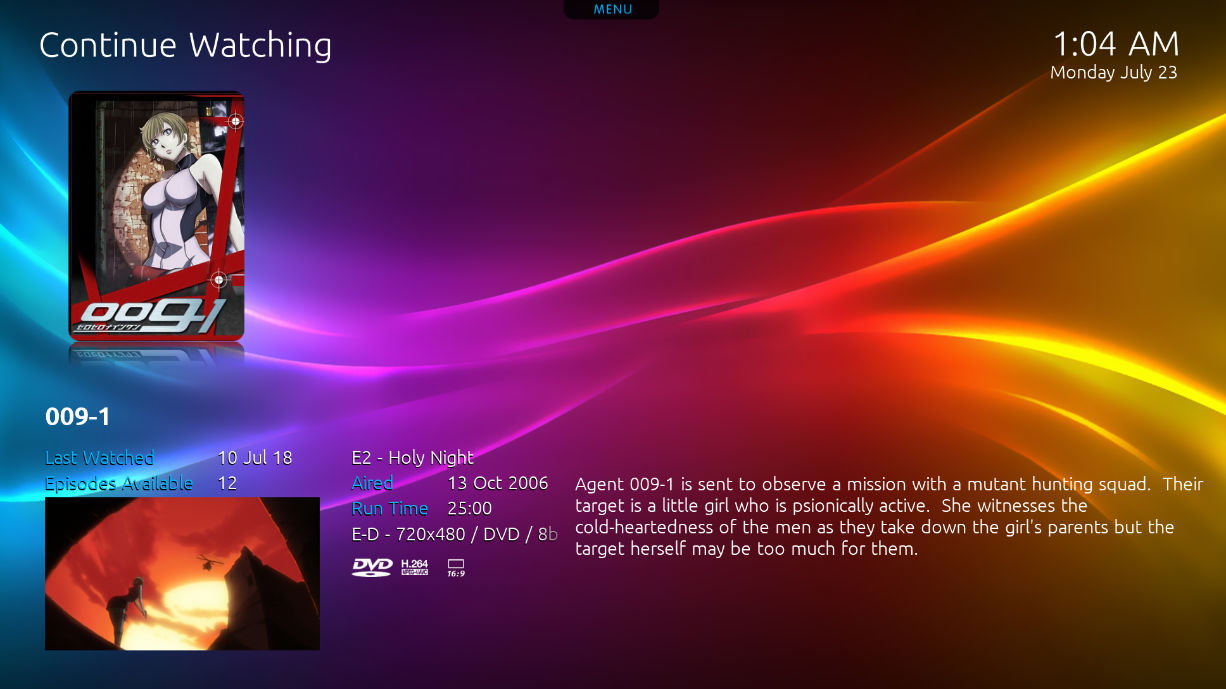 MENU
Continue Watching
1:04 AM
Monday July 23
009-1
ゼロゼロナインワン
009-1
Last Watched 10 Jul 18
Episodes Available 12
E2 - Holy Night
Aired 13 Oct 2006
Run Time 25:00
E-D - 720x480 / DVD / 8b
DVD H.264 MPEG-4/AVC 16:9
Agent 009-1 is sent to observe a mission with a mutant hunting squad.  Their
target is a little girl who is psionically active.  She witnesses the
cold-heartedness of the men as they take down the girl's parents but the
target herself may be too much for them.